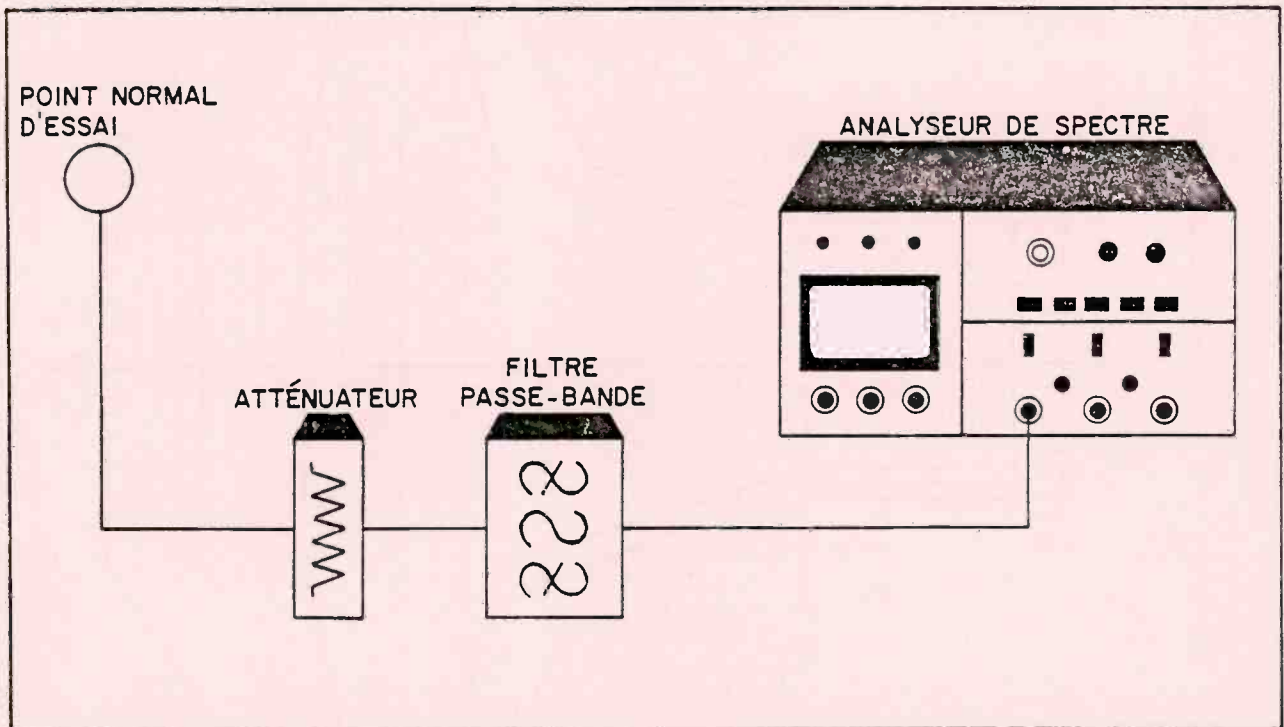 POINT NORMAL
D'ESSAI
ANALYSEUR DE SPECTRE
ATTÉNUATEUR
FILTRE
PASSE-BANDE